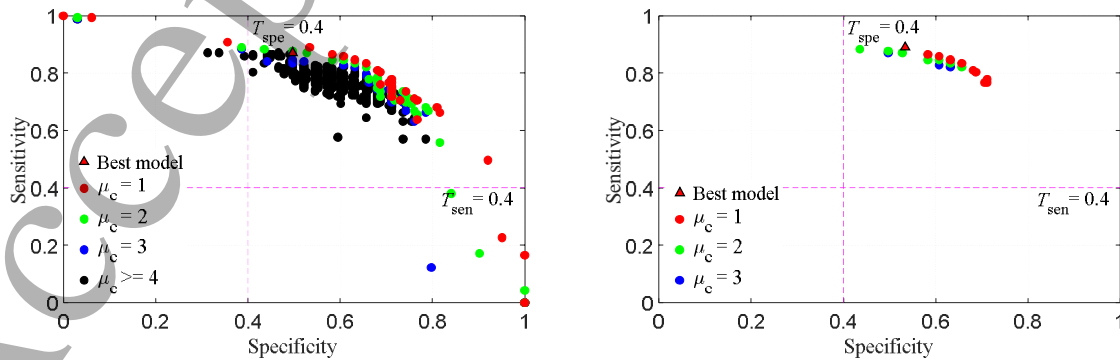 1
0.8
0.6
0.4
0.2
0
Sensitivity
T_spe = 0.4
T_sen = 0.4
Best model
μ_c = 1
μ_c = 2
μ_c = 3
μ_c >= 4
0 0.2 0.4 0.6 0.8 1
Specificity
1
0.8
0.6
0.4
0.2
0
Sensitivity
T_spe = 0.4
T_sen = 0.4
Best model
μ_c = 1
μ_c = 2
μ_c = 3
0 0.2 0.4 0.6 0.8 1
Specificity